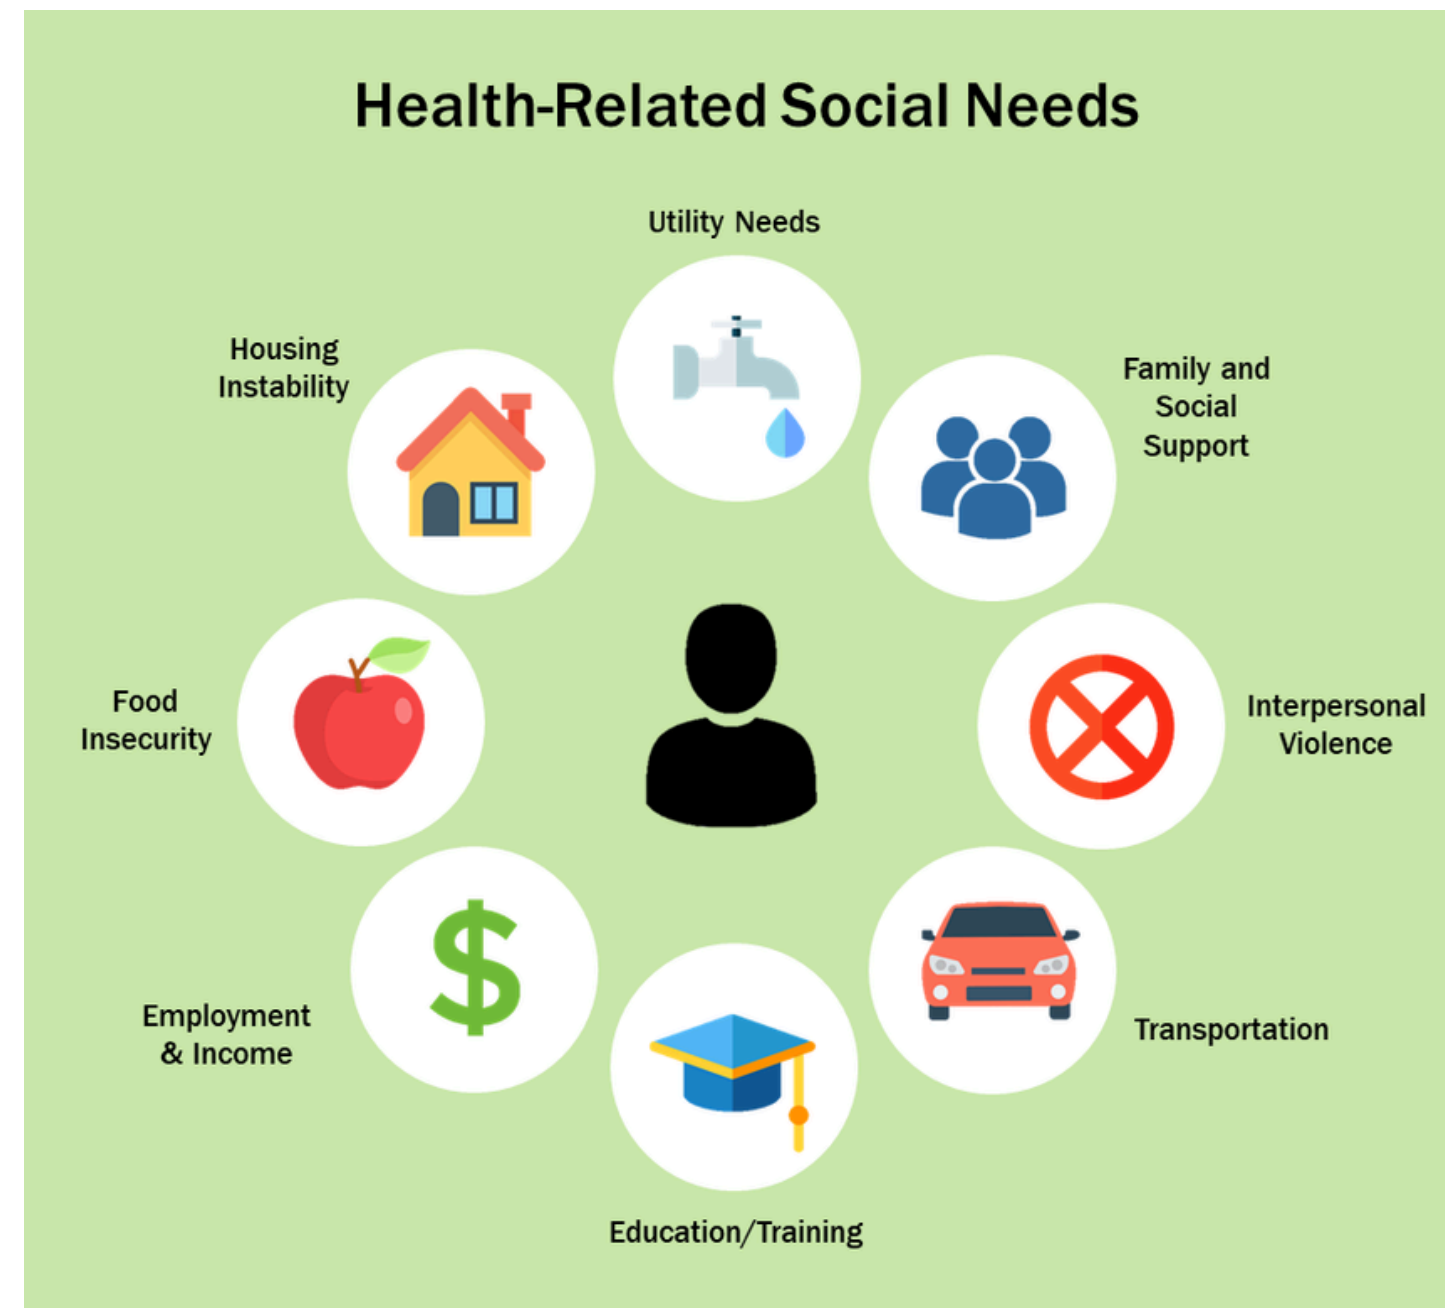 Health-Related Social Needs
Utility Needs
Housing
Instability
Family and
Social
Support
Food
Insecurity
Interpersonal
Violence
Employment
& Income
Transportation
Education/Training